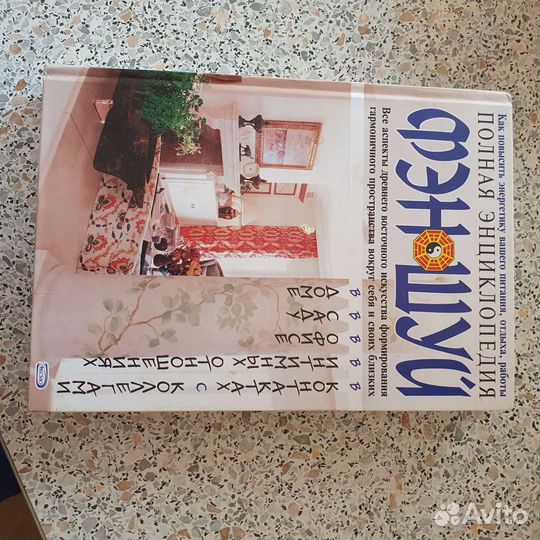 Как повысить энергетику вашего питания, отдыха, работы
ПОЛНАЯ ЭНЦИКЛОПЕДИЯ
ФЭН-ШУЙ
Все аспекты древнего восточного искусства формирования
гармоничного пространства вокруг себя и своих близких
В ДОМЕ
В САДУ
В ОФИСЕ
В ИНТИМНЫХ ОТНОШЕНИЯХ
В КОНТАКТАХ С КОЛЛЕГАМИ
Avito